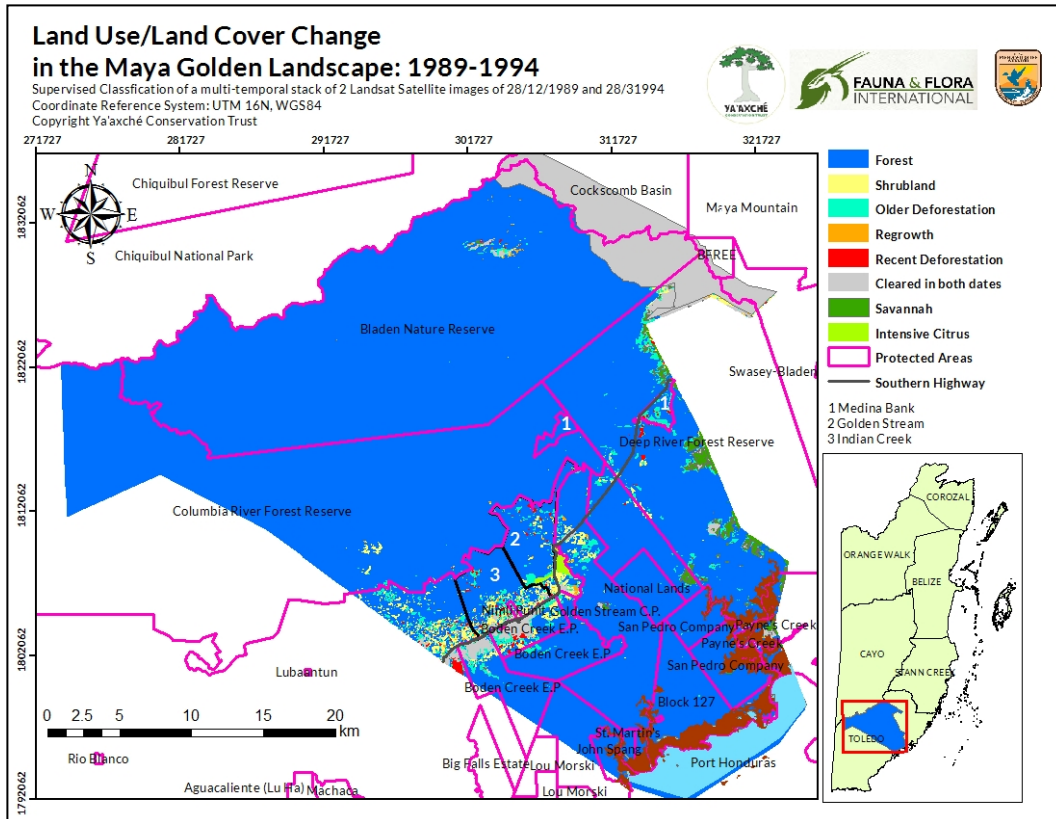 Land Use/Land Cover Change
in the Maya Golden Landscape: 1989-1994
Supervised Classfication of a multi-temporal stack of 2 Landsat Satellite images of 28/12/1989 and 28/31994
Coordinate Reference System: UTM 16N, WGS84
Copyright Ya'axché Conservation Trust
YA'AXCHÉ
CONSERVATION TRUST
FAUNA & FLORA
INTERNATIONAL
271727
281727
291727
301727
311727
321727
1832062
1822062
1812062
1802062
1792062
N
W
E
S
Chiquibul Forest Reserve
Chiquibul National Park
Cockscomb Basin
Maya Mountain
BFREE
Bladen Nature Reserve
Swasey-Bladen
1
1
Deep River Forest Reserve
Columbia River Forest Reserve
2
3
National Lands
Nimli Punit
Golden Stream C.P.
Boden Creek E.P.
San Pedro Company
Payne's Creek
Payne's Creek
Boden Creek E.P
San Pedro Company
Lubaantun
Boden Creek E.P
Block 127
St. Martin's
John Spang
Big Falls Estate
Lou Morski
Port Honduras
Rio Blanco
Aguacaliente (Lu Ha)
Machaca
Lou Morski
0 2.5 5 10 15 20
km
Forest
Shrubland
Older Deforestation
Regrowth
Recent Deforestation
Cleared in both dates
Savannah
Intensive Citrus
Protected Areas
Southern Highway
1 Medina Bank
2 Golden Stream
3 Indian Creek
COROZAL
ORANGE WALK
BELIZE
CAYO
STANN CREEK
TOLEDO